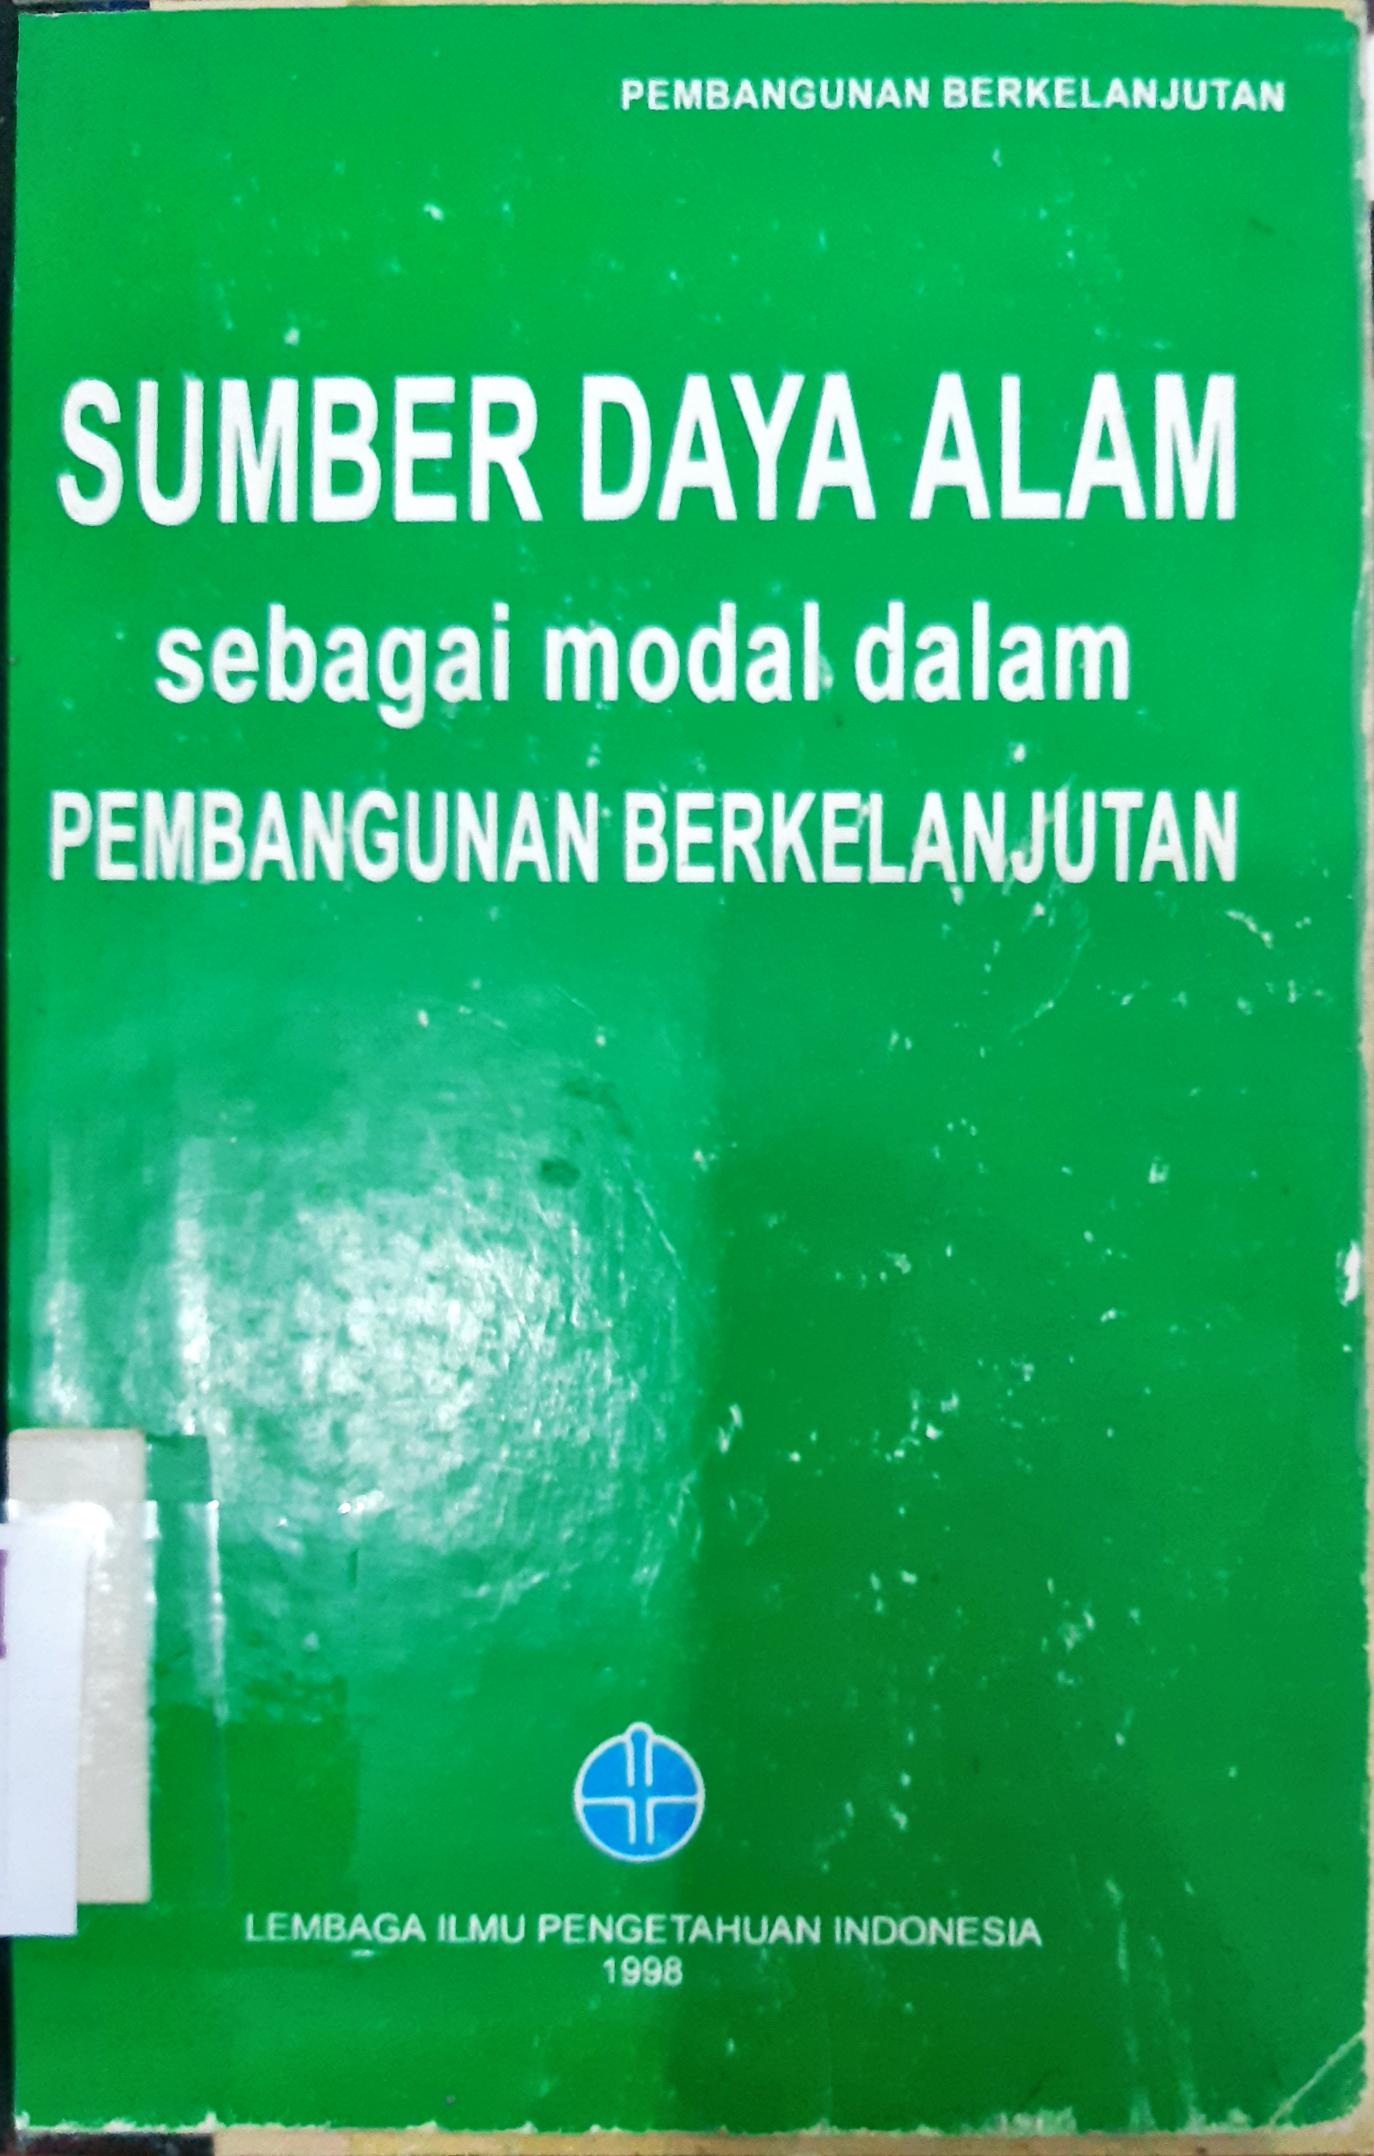 PEMBANGUNAN BERKELANJUTAN
SUMBER DAYA ALAM
sebagai modal dalam
PEMBANGUNAN BERKELANJUTAN
LEMBAGA ILMU PENGETAHUAN INDONESIA
1998